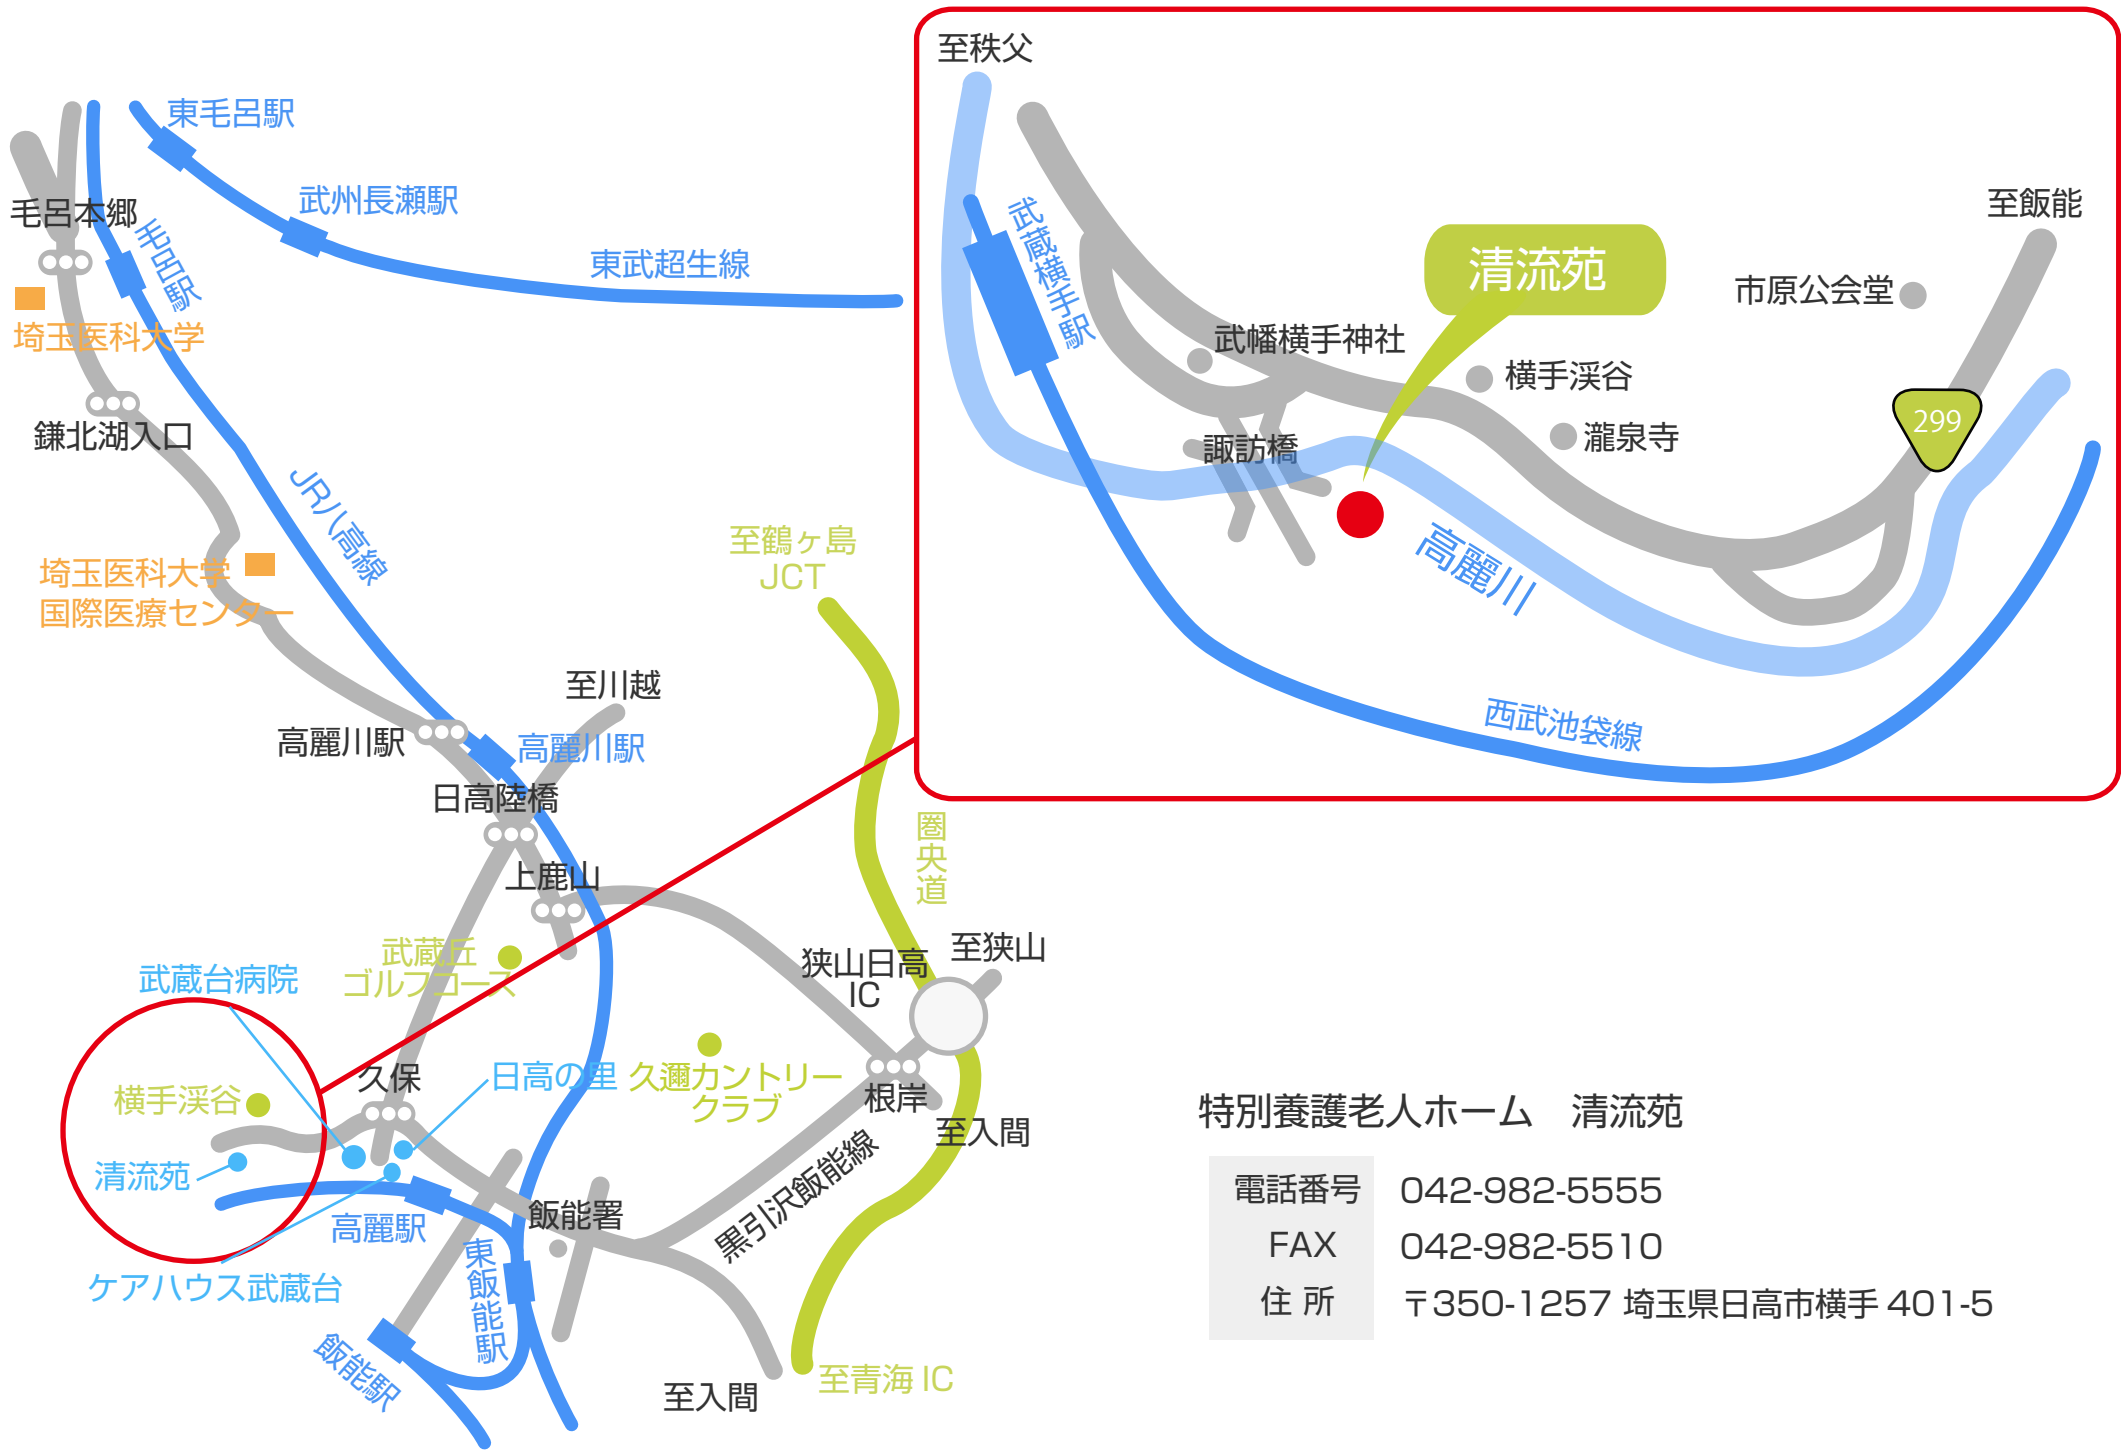 至秩父
東毛呂駅
武州長瀬駅
毛呂本郷
毛呂駅
東武超生線
埼玉医科大学
鎌北湖入口
JR八高線
埼玉医科大学
国際医療センター
至鶴ヶ島
JCT
至川越
高麗川駅
高麗川駅
日高陸橋
上鹿山
圏央道
武蔵丘
ゴルフコース
狭山日高
IC
至狭山
武蔵台病院
久保
日高の里
久邇カントリー
クラブ
根岸
至入間
横手渓谷
清流苑
高麗駅
ケアハウス武蔵台
飯能署
東飯能駅
飯能駅
黒引沢飯能線
至入間
至青海 IC
武蔵横手駅
清流苑
至飯能
市原公会堂
武幡横手神社
横手渓谷
瀧泉寺
299
諏訪橋
高麗川
西武池袋線
特別養護老人ホーム　清流苑
電話番号 042-982-5555
FAX 042-982-5510
住 所 〒350-1257 埼玉県日高市横手 401-5